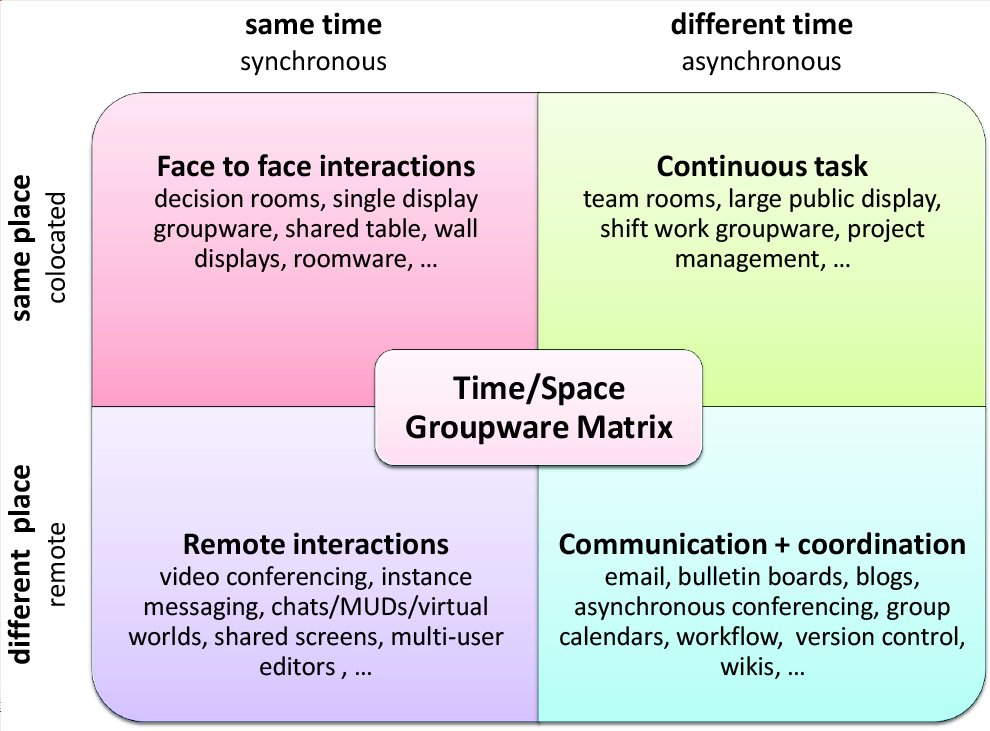 same time
synchronous
different time
asynchronous
same place
colocated
Face to face interactions
decision rooms, single display
groupware, shared table, wall
displays, roomware, ...
Continuous task
team rooms, large public display,
shift work groupware, project
management, ...
Time/Space
Groupware Matrix
different place
remote
Remote interactions
video conferencing, instance
messaging, chats/MUDs/virtual
worlds, shared screens, multi-user
editors , ...
Communication + coordination
email, bulletin boards, blogs,
asynchronous conferencing, group
calendars, workflow, version control,
wikis, ...